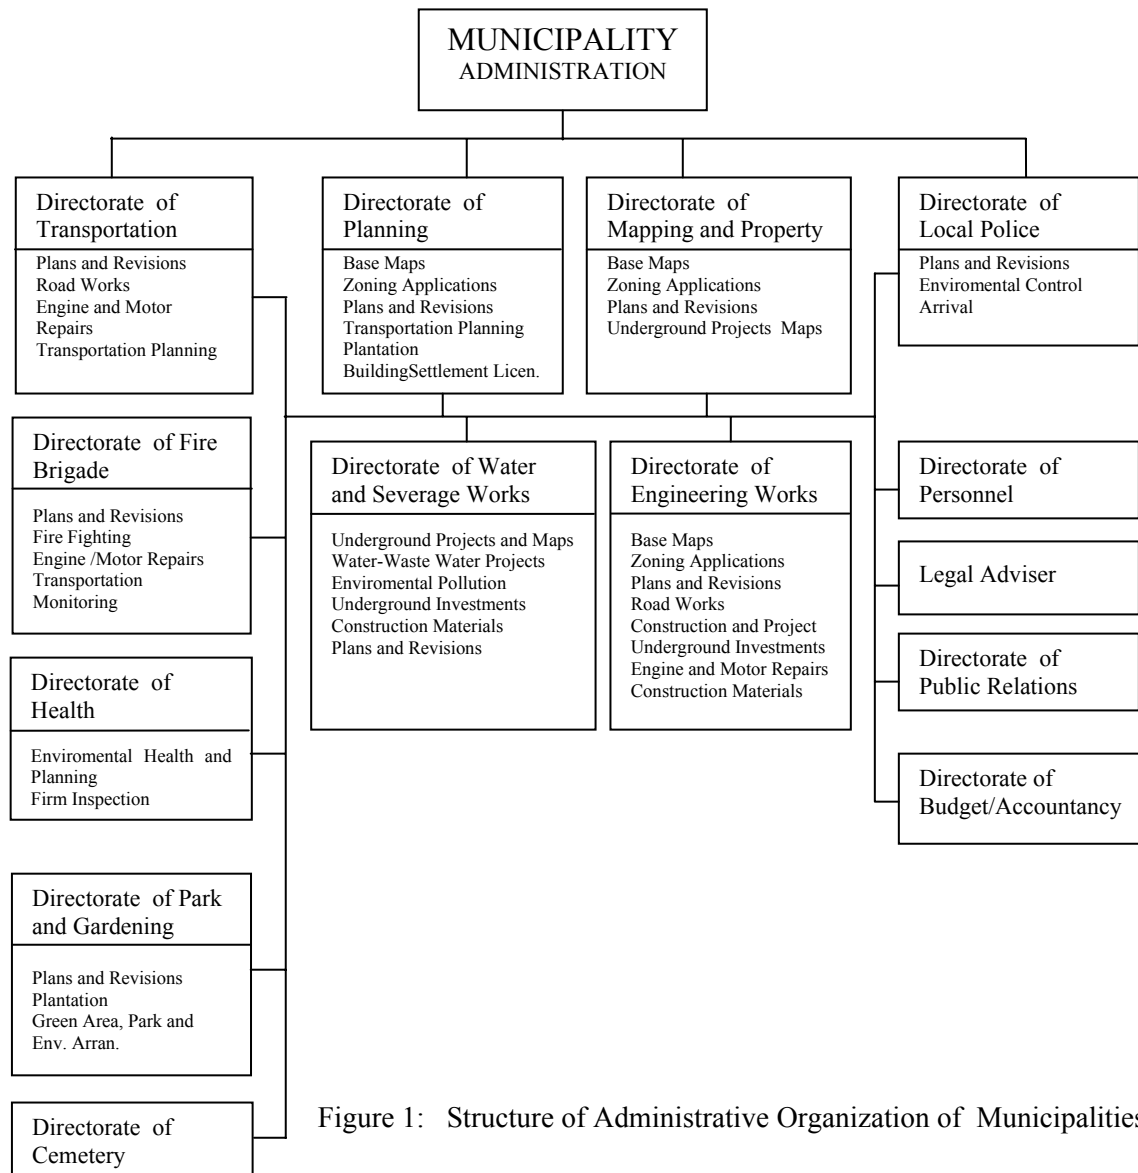 MUNICIPALITY
ADMINISTRATION
Directorate of
Transportation
Plans and Revisions
Road Works
Engine and Motor
Repairs
Transportation Planning
Directorate of
Planning
Base Maps
Zoning Applications
Plans and Revisions
Transportation Planning
Plantation
BuildingSettlement Licen.
Directorate of
Mapping and Property
Base Maps
Zoning Applications
Plans and Revisions
Underground Projects Maps
Directorate of
Local Police
Plans and Revisions
Enviromental Control
Arrival
Directorate of Fire
Brigade
Plans and Revisions
Fire Fighting
Engine /Motor Repairs
Transportation
Monitoring
Directorate of Water
and Severage Works
Underground Projects and Maps
Water-Waste Water Projects
Enviromental Pollution
Underground Investments
Construction Materials
Plans and Revisions
Directorate of
Engineering Works
Base Maps
Zoning Applications
Plans and Revisions
Road Works
Construction and Project
Underground Investments
Engine and Motor Repairs
Construction Materials
Directorate of
Personnel
Legal Adviser
Directorate of
Public Relations
Directorate of
Budget/Accountancy
Directorate of
Health
Enviromental Health and
Planning
Firm Inspection
Directorate of Park
and Gardening
Plans and Revisions
Plantation
Green Area, Park and
Env. Arran.
Directorate of
Cemetery
Figure 1: Structure of Administrative Organization of Municipalities